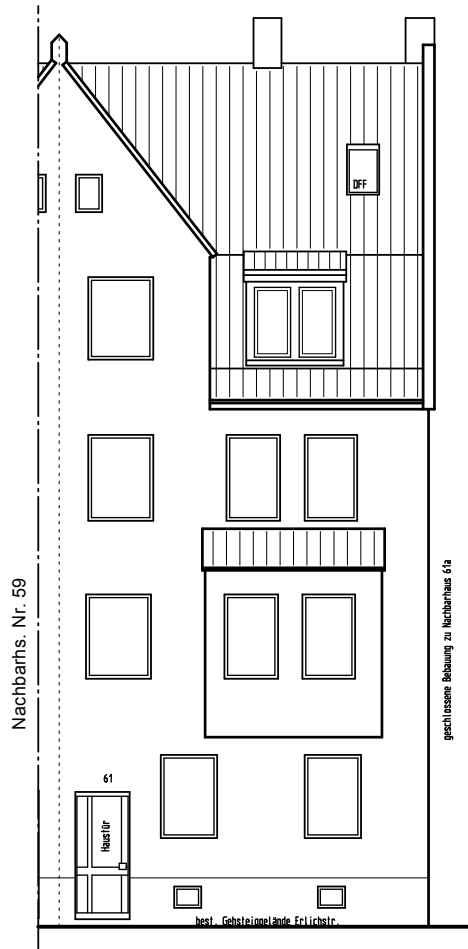 DFF
Nachbarhs. Nr. 59
geschlossene Bebauung zu Nachbarhaus 61a
61
Haustür
best. Gehsteiggelände Erlichstr.